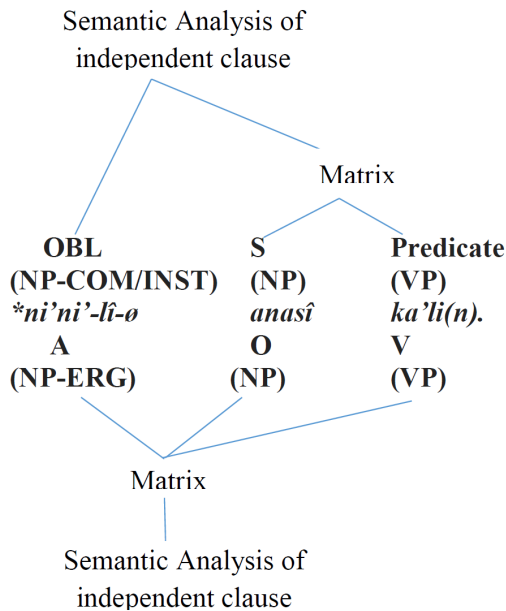 Semantic Analysis of
independent clause
Matrix
OBL S Predicate
(NP-COM/INST) (NP) (VP)
*ni’ni’-lî-ø anasî ka’li(n).
A O V
(NP-ERG) (NP) (VP)
Matrix
Semantic Analysis of
independent clause